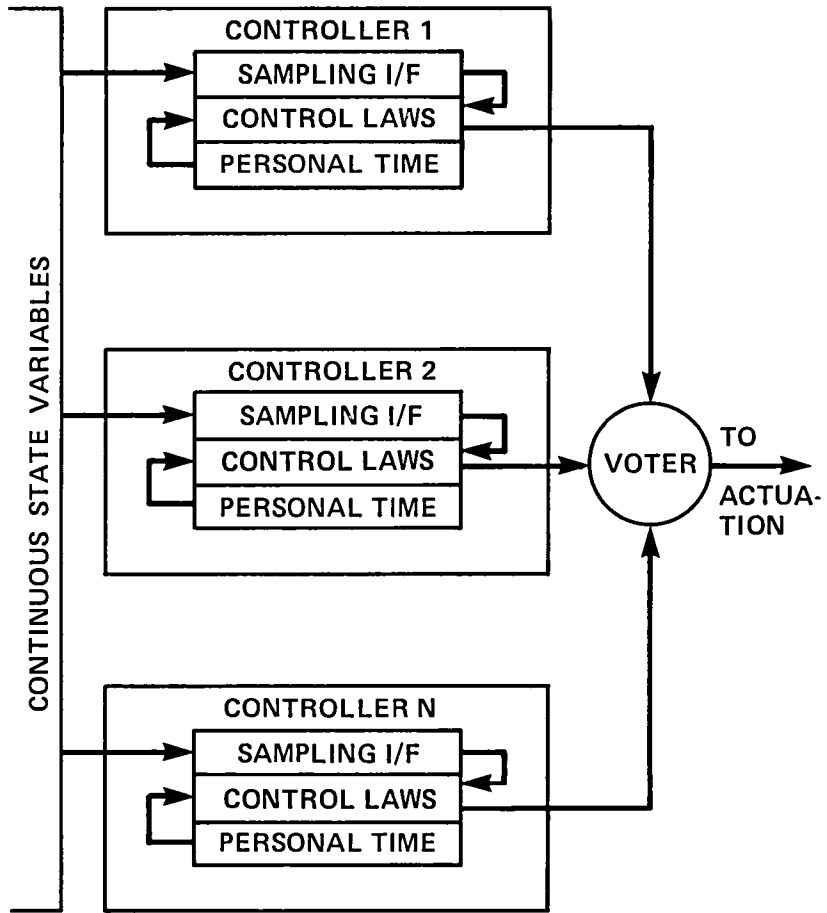 CONTINUOUS STATE VARIABLES
CONTROLLER 1
SAMPLING I/F
CONTROL LAWS
PERSONAL TIME
CONTROLLER 2
SAMPLING I/F
CONTROL LAWS
PERSONAL TIME
VOTER
TO
ACTUA-
TION
CONTROLLER N
SAMPLING I/F
CONTROL LAWS
PERSONAL TIME